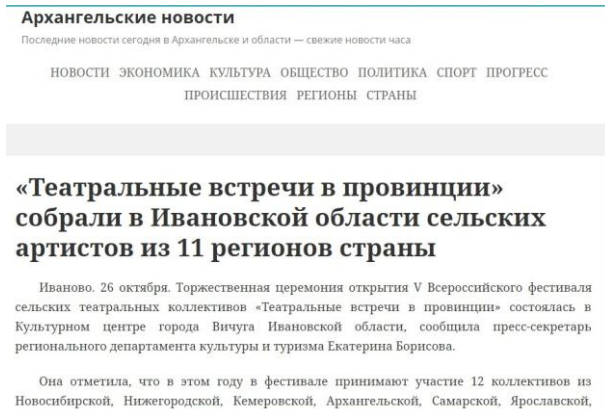 Архангельские новости
Последние новости сегодня в Архангельске и области — свежие новости часа
НОВОСТИ ЭКОНОМИКА КУЛЬТУРА ОБЩЕСТВО ПОЛИТИКА СПОРТ ПРОГРЕСС
ПРОИСШЕСТВИЯ РЕГИОНЫ СТРАНЫ
«Театральные встречи в провинции»
собрали в Ивановской области сельских
артистов из 11 регионов страны
Иваново. 26 октября. Торжественная церемония открытия V Всероссийского фестиваля
сельских театральных коллективов «Театральные встречи в провинции» состоялась в
Культурном центре города Вичуга Ивановской области, сообщила пресс-секретарь
регионального департамента культуры и туризма Екатерина Борисова.
Она отметила, что в этом году в фестивале принимают участие 12 коллективов из
Новосибирской, Нижегородской, Кемеровской, Архангельской, Самарской, Ярославской,